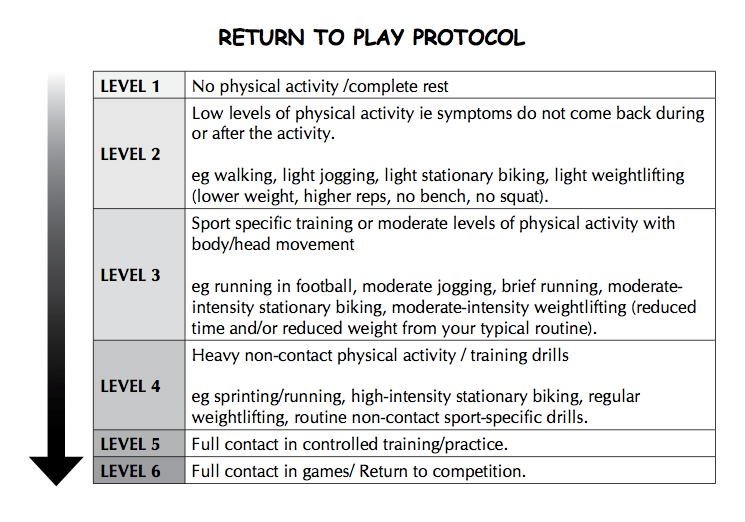 RETURN TO PLAY PROTOCOL
LEVEL 1
No physical activity /complete rest
LEVEL 2
Low levels of physical activity ie symptoms do not come back during
or after the activity.
eg walking, light jogging, light stationary biking, light weightlifting
(lower weight, higher reps, no bench, no squat).
LEVEL 3
Sport specific training or moderate levels of physical activity with
body/head movement
eg running in football, moderate jogging, brief running, moderate-
intensity stationary biking, moderate-intensity weightlifting (reduced
time and/or reduced weight from your typical routine).
LEVEL 4
Heavy non-contact physical activity / training drills
eg sprinting/running, high-intensity stationary biking, regular
weightlifting, routine non-contact sport-specific drills.
LEVEL 5
Full contact in controlled training/practice.
LEVEL 6
Full contact in games/ Return to competition.